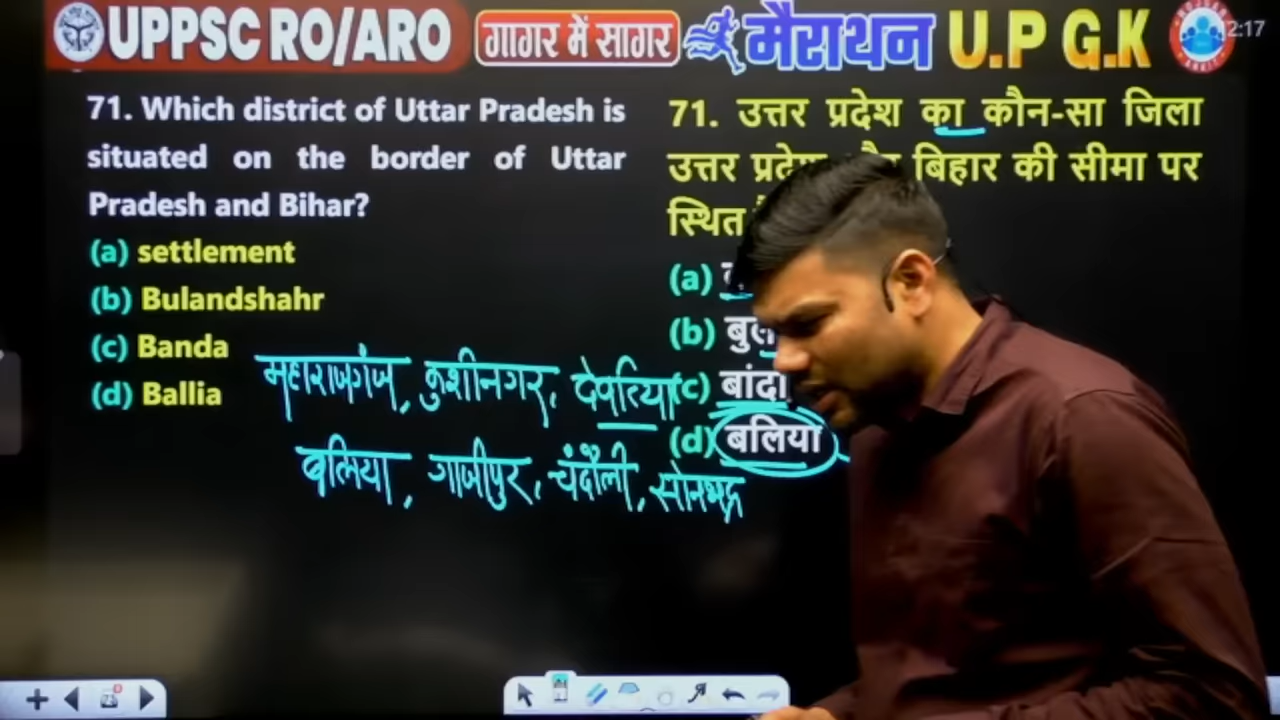 UPPSC RO/ARO गागर में सागर मैराथन U.P G.K 2:17
71. Which district of Uttar Pradesh is
situated on the border of Uttar
Pradesh and Bihar?
(a) settlement
(b) Bulandshahr
(c) Banda
(d) Ballia
71. उत्तर प्रदेश का कौन-सा जिला
उत्तर बिहार की सीमा पर
स्थित
(a)
(b)
(c) बांदा
(d) बलिया
महाराजगंज, कुशीनगर, देवरिया
बलिया, गाजीपुर, चंदौली, सोनभद्र